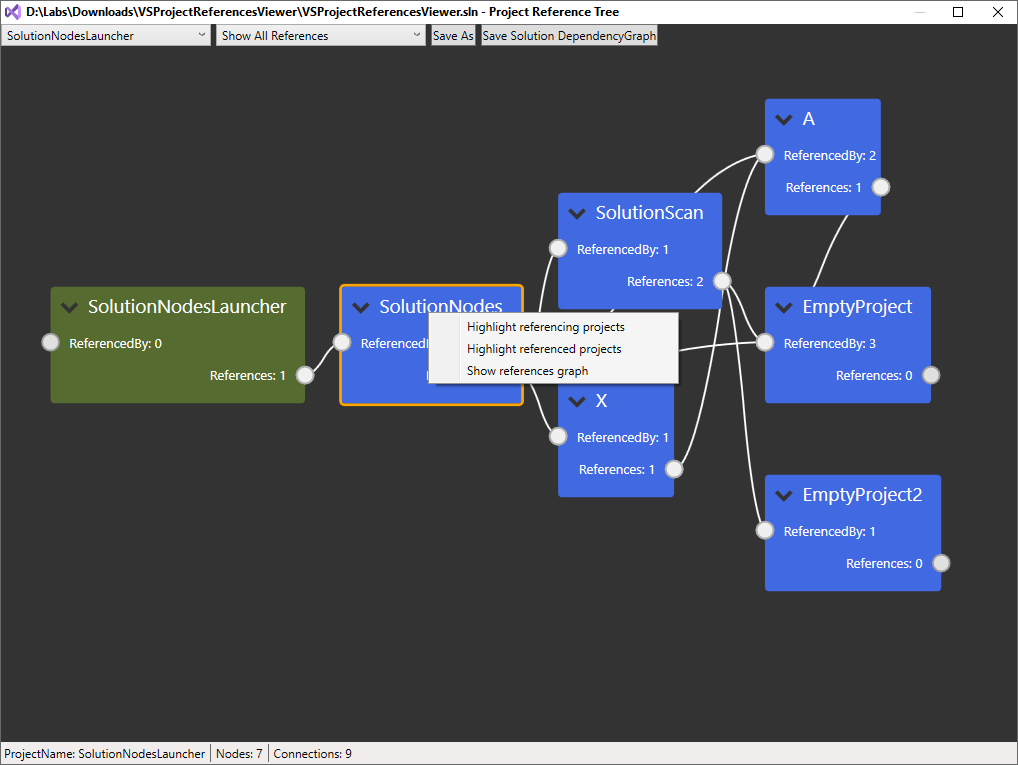 D:\Labs\Downloads\VSProjectReferencesViewer\VSProjectReferencesViewer.sln - Project Reference Tree
SolutionNodesLauncher
Show All References
Save As
Save Solution DependencyGraph
A
ReferencedBy: 2
References: 1
SolutionScan
ReferencedBy: 1
References: 2
SolutionNodesLauncher
ReferencedBy: 0
References: 1
SolutionNodes
Referenced
Highlight referencing projects
Highlight referenced projects
Show references graph
EmptyProject
ReferencedBy: 3
References: 0
X
ReferencedBy: 1
References: 1
EmptyProject2
ReferencedBy: 1
References: 0
ProjectName: SolutionNodesLauncher
Nodes: 7
Connections: 9